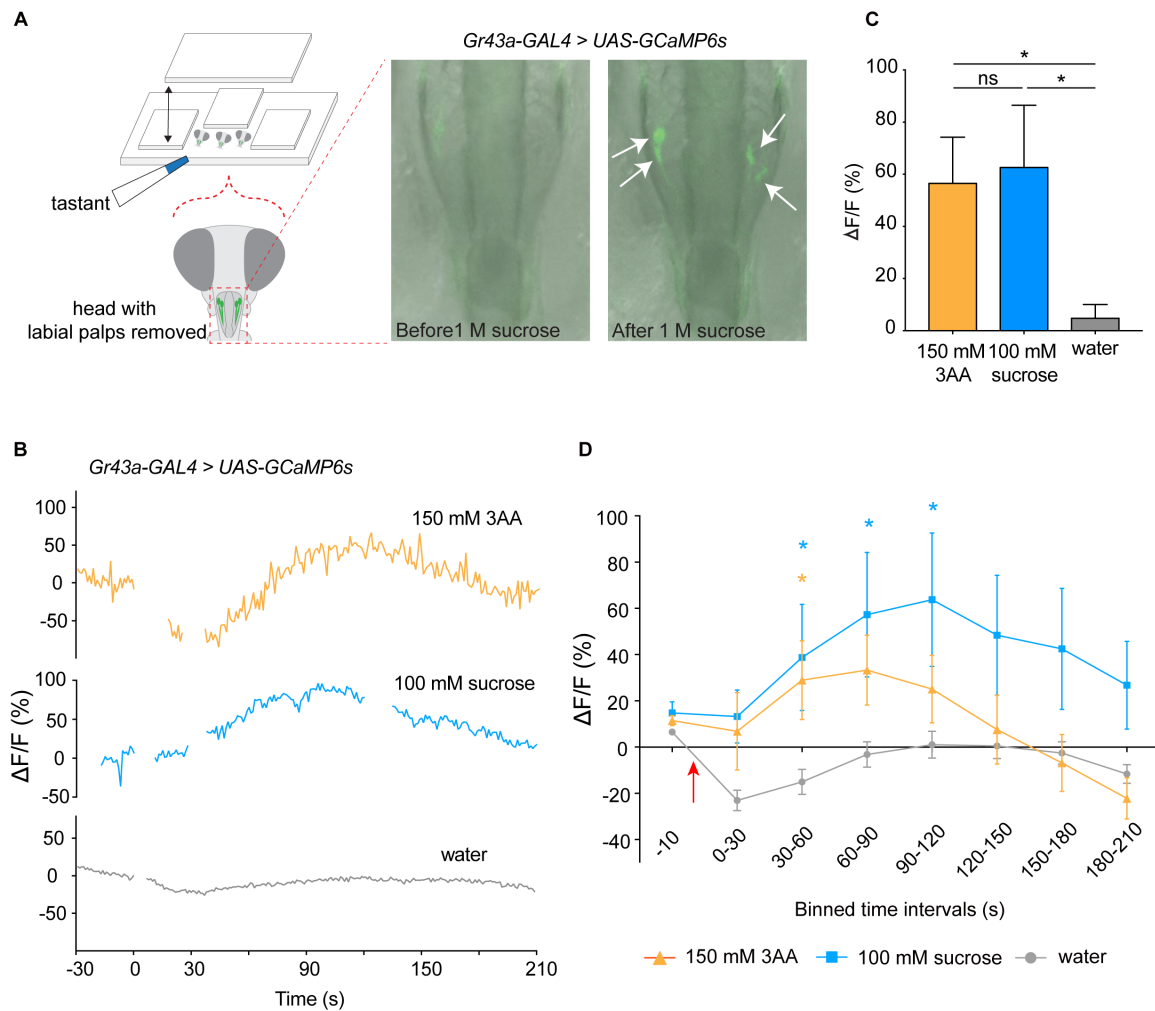 A
Gr43a-GAL4 > UAS-GCaMP6s
tastant
head with
labial palps removed
Before1 M sucrose
After 1 M sucrose
C
*
ns
*
ΔF/F (%)
100
80
60
40
20
0
150 mM
3AA
100 mM
sucrose
water
B
Gr43a-GAL4 > UAS-GCaMP6s
ΔF/F (%)
150 mM 3AA
100
50
0
-50
100 mM sucrose
100
50
0
-50
water
50
0
-50
-30
0
30
90
150
210
Time (s)
D
ΔF/F (%)
100
80
60
40
20
0
-20
-40
*
*
*
*
-10
0-30
30-60
60-90
90-120
120-150
150-180
180-210
Binned time intervals (s)
150 mM 3AA
100 mM sucrose
water